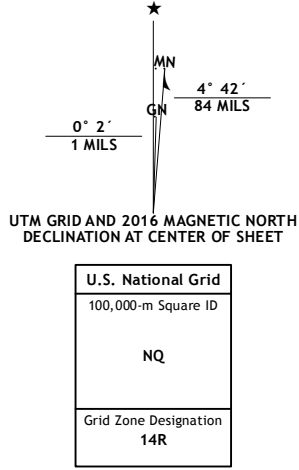 ★
MN
4° 42´
84 MILS
GN
0° 2´
1 MILS
UTM GRID AND 2016 MAGNETIC NORTH
DECLINATION AT CENTER OF SHEET
U.S. National Grid
100,000-m Square ID
NQ
Grid Zone Designation
14R